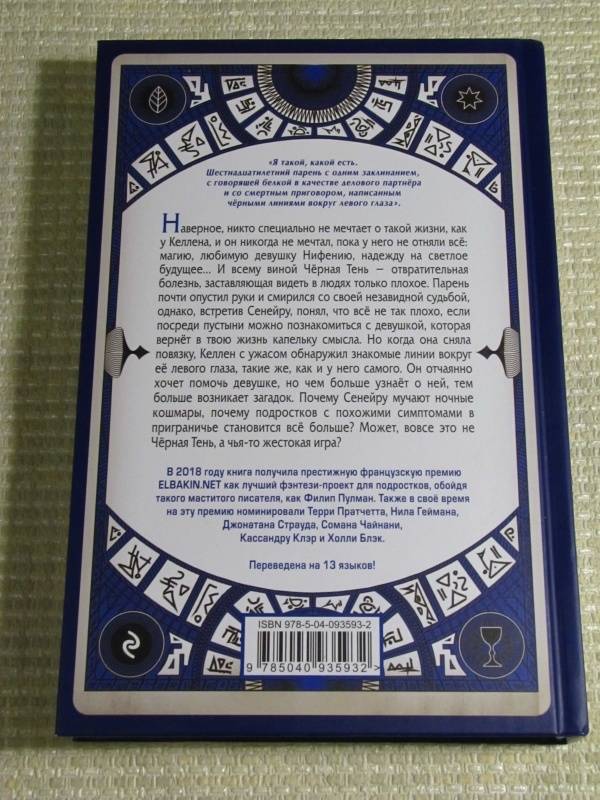 «Я такой, какой есть.
Шестнадцатилетний парень с одним заклинанием,
с говорящей белкой в качестве делового партнёра
и со смертным приговором, написанным
чёрными линиями вокруг левого глаза».
Наверное, никто специально не мечтает о такой жизни, как
у Келлена, и он никогда не мечтал, пока у него не отняли всё:
магию, любимую девушку Нифению, надежду на светлое
будущее... И всему виной Чёрная Тень – отвратительная
болезнь, заставляющая видеть в людях только плохое. Парень
почти опустил руки и смирился со своей незавидной судьбой,
однако, встретив Сенейру, понял, что всё не так плохо, если
посреди пустыни можно познакомиться с девушкой, которая
вернёт в твою жизнь капельку смысла. Но когда она сняла
повязку, Келлен с ужасом обнаружил знакомые линии вокруг
её левого глаза, такие же, как и у него самого. Он отчаянно
хочет помочь девушке, но чем больше узнаёт о ней, тем
больше возникает загадок. Почему Сенейру мучают ночные
кошмары, почему подростков с похожими симптомами в
приграничье становится всё больше? Может, вовсе это не
Чёрная Тень, а чья-то жестокая игра?
В 2018 году книга получила престижную французскую премию
ELBAKIN.NET как лучший фэнтези-проект для подростков, обойдя
такого маститого писателя, как Филип Пулман. Также в своё время
на эту премию номинировали Терри Пратчетта, Нила Геймана,
Джонатана Страуда, Сомана Чайнани,
Кассандру Клэр и Холли Блэк.
Переведена на 13 языков!
ISBN 978-5-04-093593-2
9 785040 935932 >